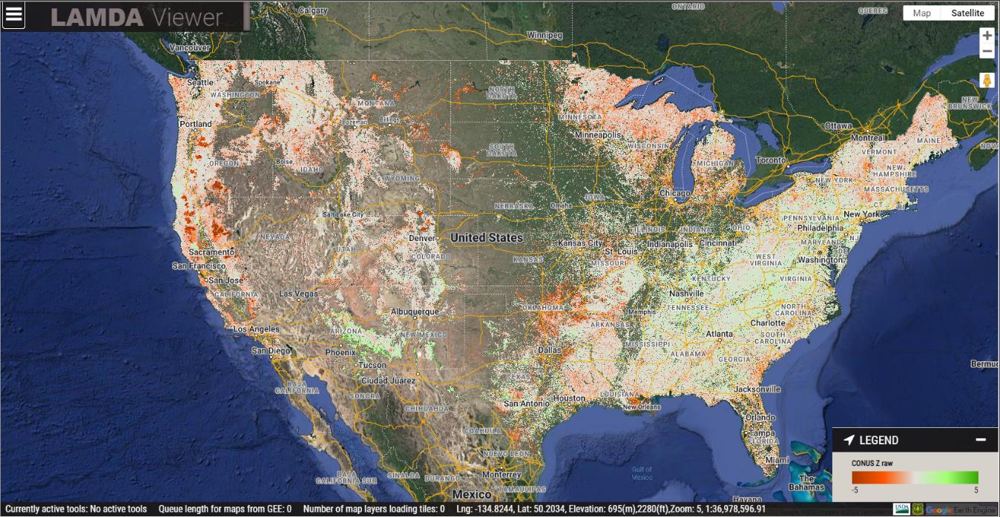 LAMDA Viewer
Map Satellite
Calgary
ONTARIO
QUEBEC
Winnipeg
Vancouver
Seattle
Spokane
WASHINGTON
NORTH
DAKOTA
MONTANA
NEW
BRUNSWICK
Portland
Bozeman
Billings
MINNESOTA
Minneapolis
Ottawa
Montreal
MAINE
OREGON
Boise
IDAHO
SOUTH
DAKOTA
WISCONSIN
MICHIGAN
Toronto
VERMONT
NEW
HAMPSHIRE
WYOMING
NEW YORK
MASSACHUSETTS
Chicago
IOWA
CT
RI
NEBRASKA
Omaha
Salt Lake City
PENNSYLVANIA
New York
NEVADA
Denver
United States
ILLINOIS
INDIANA
OHIO
Philadelphia
NJ
Sacramento
UTAH
COLORADO
KANSAS
Kansas City
St. Louis
MISSOURI
Indianapolis
Cincinnati
MARYLAND
DE
WEST
VIRGINIA
Washington
San Francisco
San Jose
CALIFORNIA
Las Vegas
KENTUCKY
VIRGINIA
Nashville
Albuquerque
OKLAHOMA
Memphis
TENNESSEE
NORTH
CAROLINA
Charlotte
Los Angeles
ARIZONA
NEW MEXICO
ARKANSAS
Atlanta
SOUTH
CAROLINA
San Diego
Phoenix
Dallas
MISSISSIPPI
ALABAMA
GEORGIA
Tucson
Ciudad Juárez
TEXAS
BAJA
CALIFORNIA
SONORA
Jacksonville
LOUISIANA
San Antonio
Houston
New Orleans
CHIHUAHUA
Orlando
Tampa
FLORIDA
COAHUILA
NUEVO LEON
Miami
Gulf of
Mexico
BAJA
CALIFORNIA SUR
SINALOA
DURANGO
Monterrey
TAMAULIPAS
Mexico
The
Bahamas
Havana
LEGEND
CONUS Z raw
-5 5
Currently active tools: No active tools Queue length for maps from GEE: 0 Number of map layers loading tiles: 0 Lng: -134.8244, Lat: 50.2034, Elevation: 695(m),2280(ft),Zoom: 5, 1:36,978,596.91
USDA Google Earth Engine